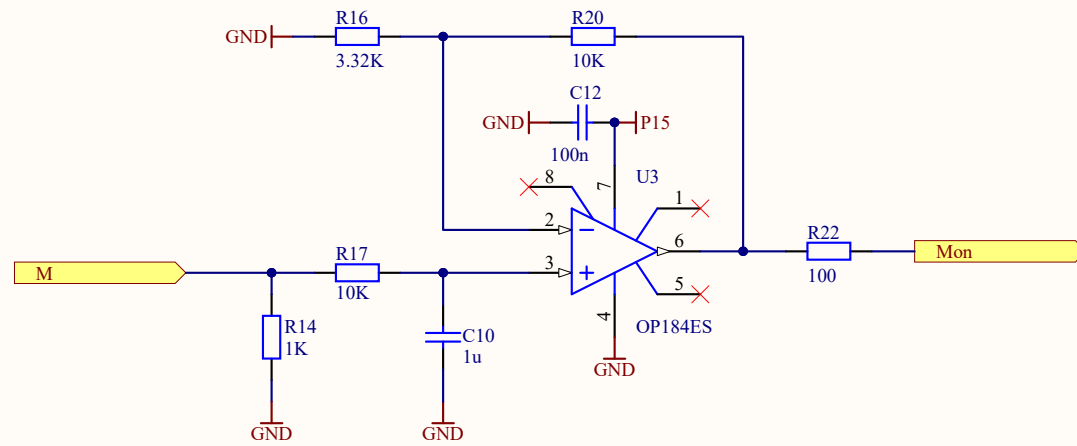 R16
R20
GND
3.32K
10K
C12
GND
P15
100n
8
7
U3
1
2
R17
3
6
R22
M
Mon
10K
100
5
R14
1K
C10
1u
4
OP184ES
GND
GND
GND